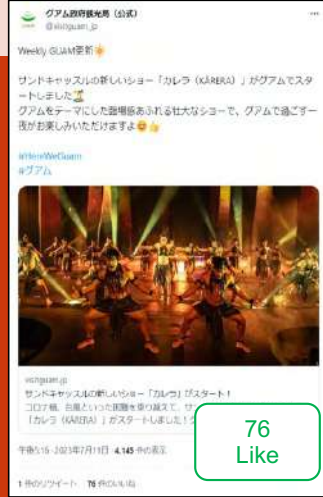 グアム政府観光局（公式）
@visitguam_jp
Weekly GUAM更新☀️
サンドキャッスルの新しいショー「カレラ（KÅRERA）」がグアムでスタ
ートしました🏝️
グアムをテーマにした臨場感あふれる壮大なショーで、グアムで過ごす一
夜がお楽しみいただけますよ😊👍
#HereWeGuam
#グアム
visitguam.jp
サンドキャッスルの新しいショー「カレラ」がスタート！
コロナ禍、台風といった困難を乗り越えて、サン
「カレラ（KÅRERA）」がスタートしました！グ
午後5:15 · 2023年7月11日 · 4,145 件の表示
1 件のリツイート 76 件のいいね
76
Like